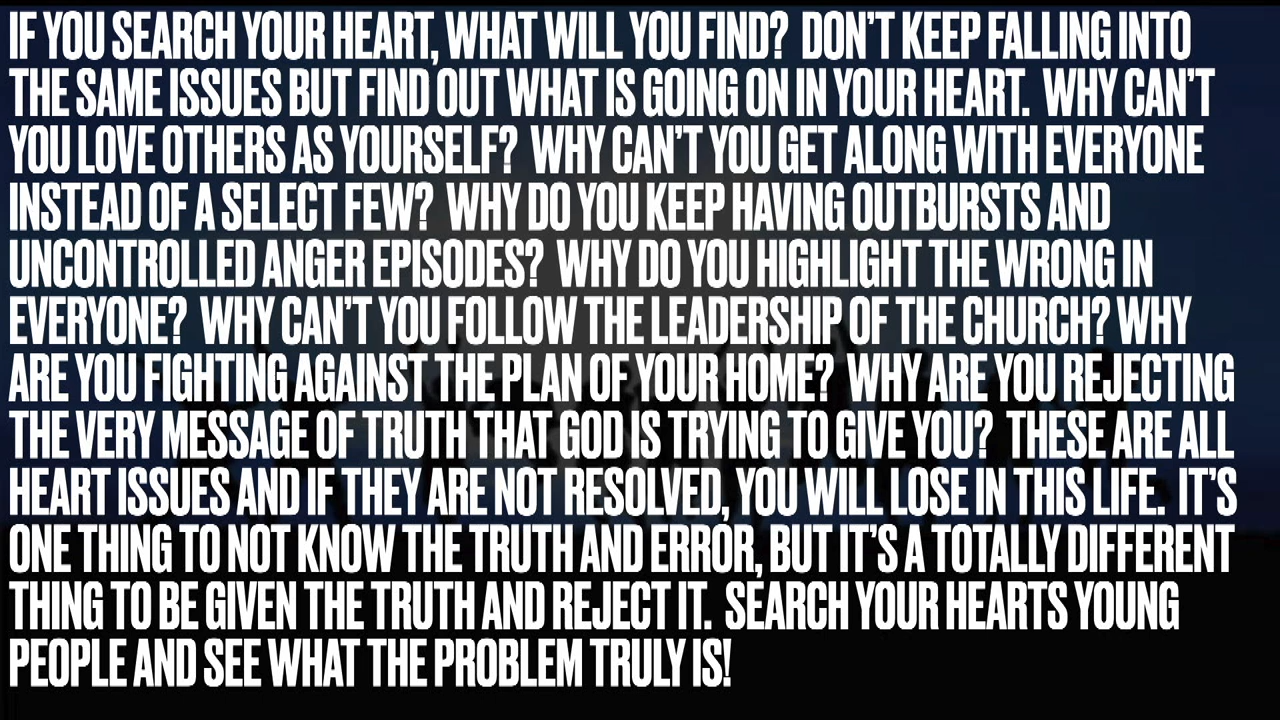 IF YOU SEARCH YOUR HEART, WHAT WILL YOU FIND? DON’T KEEP FALLING INTO
THE SAME ISSUES BUT FIND OUT WHAT IS GOING ON IN YOUR HEART. WHY CAN’T
YOU LOVE OTHERS AS YOURSELF? WHY CAN’T YOU GET ALONG WITH EVERYONE
INSTEAD OF A SELECT FEW? WHY DO YOU KEEP HAVING OUTBURSTS AND
UNCONTROLLED ANGER EPISODES? WHY DO YOU HIGHLIGHT THE WRONG IN
EVERYONE? WHY CAN’T YOU FOLLOW THE LEADERSHIP OF THE CHURCH? WHY
ARE YOU FIGHTING AGAINST THE PLAN OF YOUR HOME? WHY ARE YOU REJECTING
THE VERY MESSAGE OF TRUTH THAT GOD IS TRYING TO GIVE YOU? THESE ARE ALL
HEART ISSUES AND IF THEY ARE NOT RESOLVED, YOU WILL LOSE IN THIS LIFE. IT’S
ONE THING TO NOT KNOW THE TRUTH AND ERROR, BUT IT’S A TOTALLY DIFFERENT
THING TO BE GIVEN THE TRUTH AND REJECT IT. SEARCH YOUR HEARTS YOUNG
PEOPLE AND SEE WHAT THE PROBLEM TRULY IS!